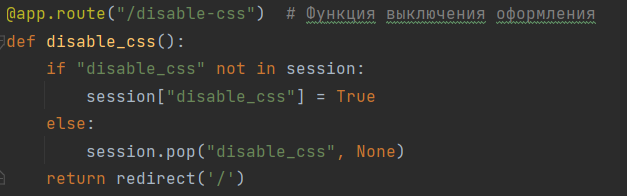 @app.route("/disable-css")  # Функция выключения оформления
def disable_css():
    if "disable_css" not in session:
        session["disable_css"] = True
    else:
        session.pop("disable_css", None)
    return redirect('/')